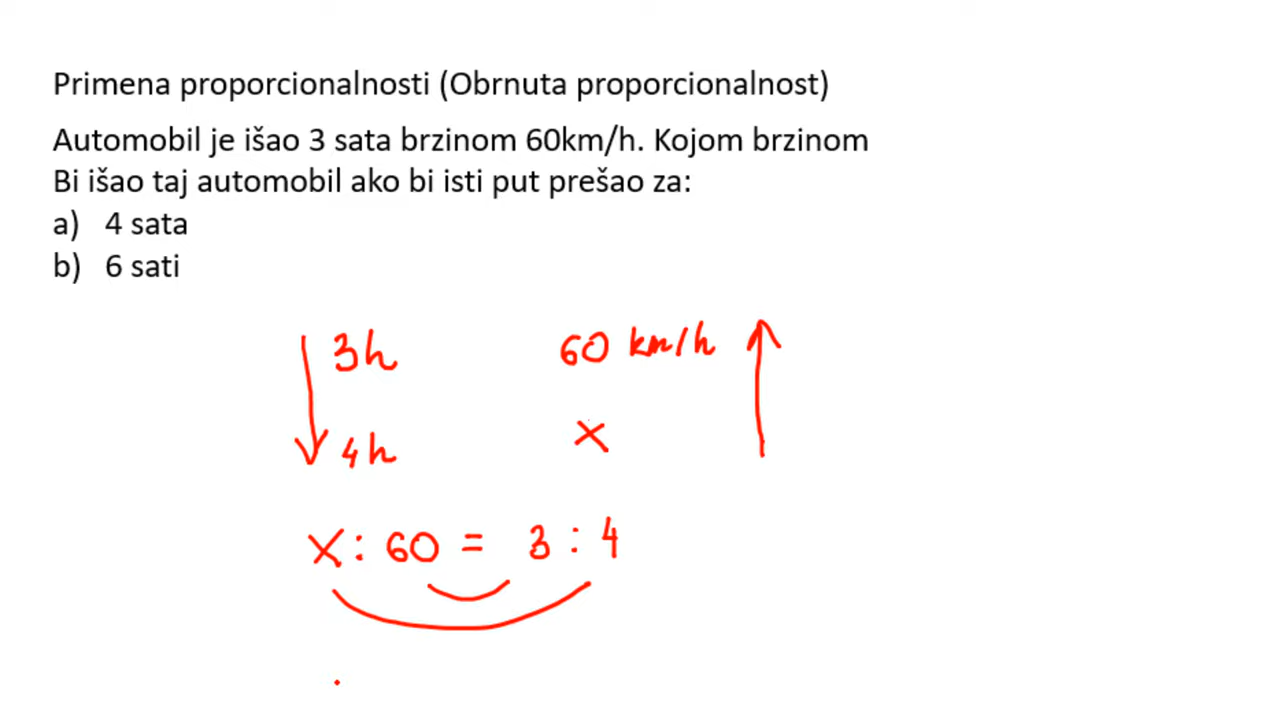 Primena proporcionalnosti (Obrnuta proporcionalnost)
Automobil je išao 3 sata brzinom 60km/h. Kojom brzinom
Bi išao taj automobil ako bi isti put prešao za:
a) 4 sata
b) 6 sati
3h 60 km/h
4h x
x : 60 = 3 : 4